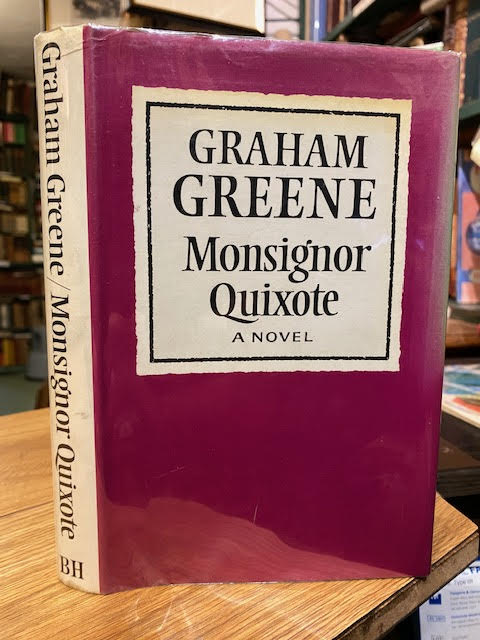 Graham Greene/Monsignor Quixote
BH
GRAHAM
GREENE
Monsignor
Quixote
A NOVEL